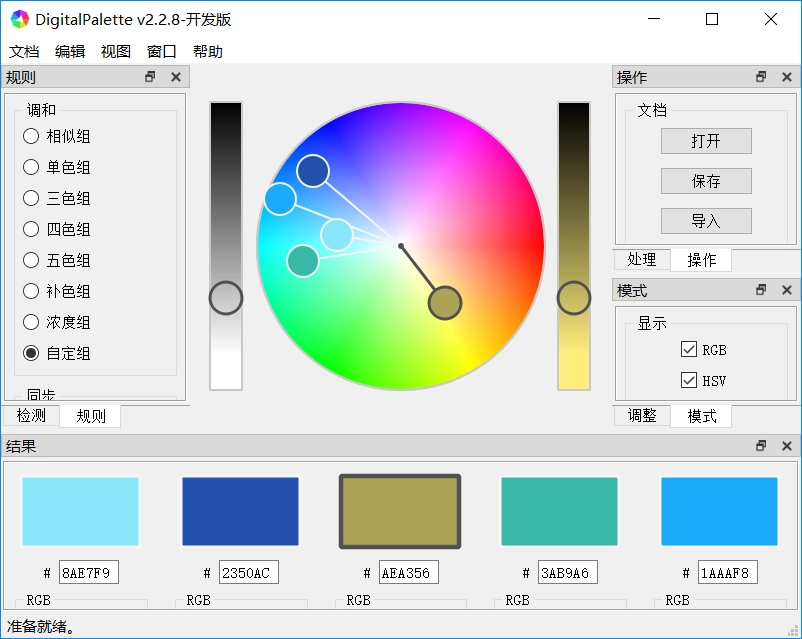 DigitalPalette v2.2.8-开发版
文档 编辑 视图 窗口 帮助
规则
调和
相似组
单色组
三色组
四色组
五色组
补色组
浓度组
自定组
同步
检测 规则
操作
文档
打开
保存
导入
处理 操作
模式
显示
RGB
HSV
调整 模式
结果
# 8AE7F9 # 2350AC # AEA356 # 3AB9A6 # 1AAAF8
RGB RGB RGB RGB RGB
准备就绪。